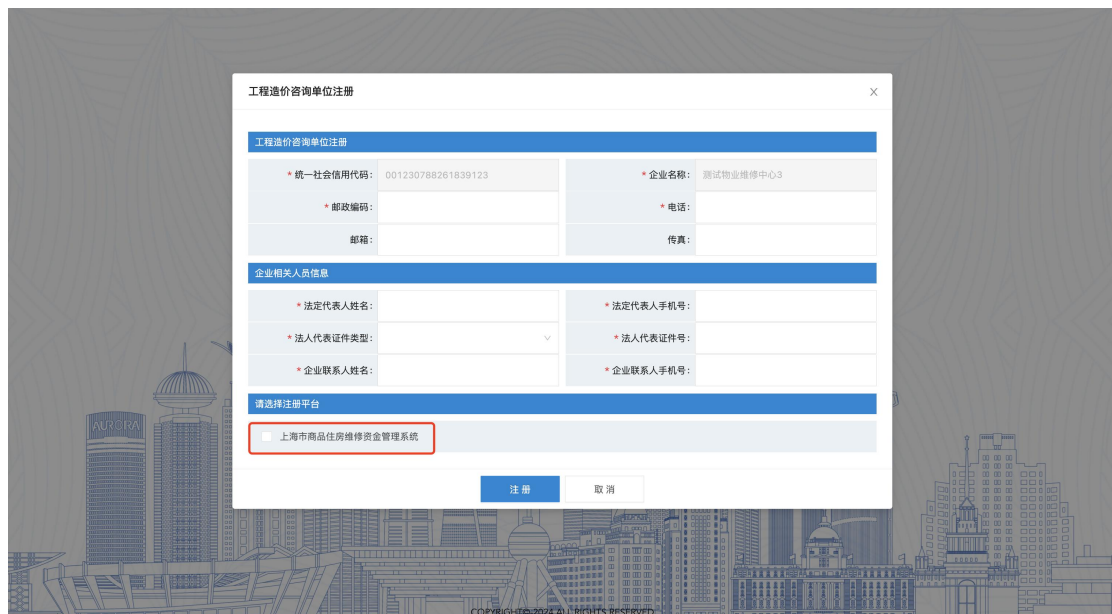 工程造价咨询单位注册
工程造价咨询单位注册
* 统一社会信用代码: 001230788261839123 * 企业名称: 测试物业维修中心3
* 邮政编码: * 电话:
邮箱: 传真:
企业相关人员信息
* 法定代表人姓名: * 法定代表人手机号:
* 法人代表证件类型: * 法人代表证件号:
* 企业联系人姓名: * 企业联系人手机号:
请选择注册平台
上海市商品住房维修资金管理系统
注 册 取 消
AURORA
COPYRIGHT© 2024 ALL RIGHTS RESERVED